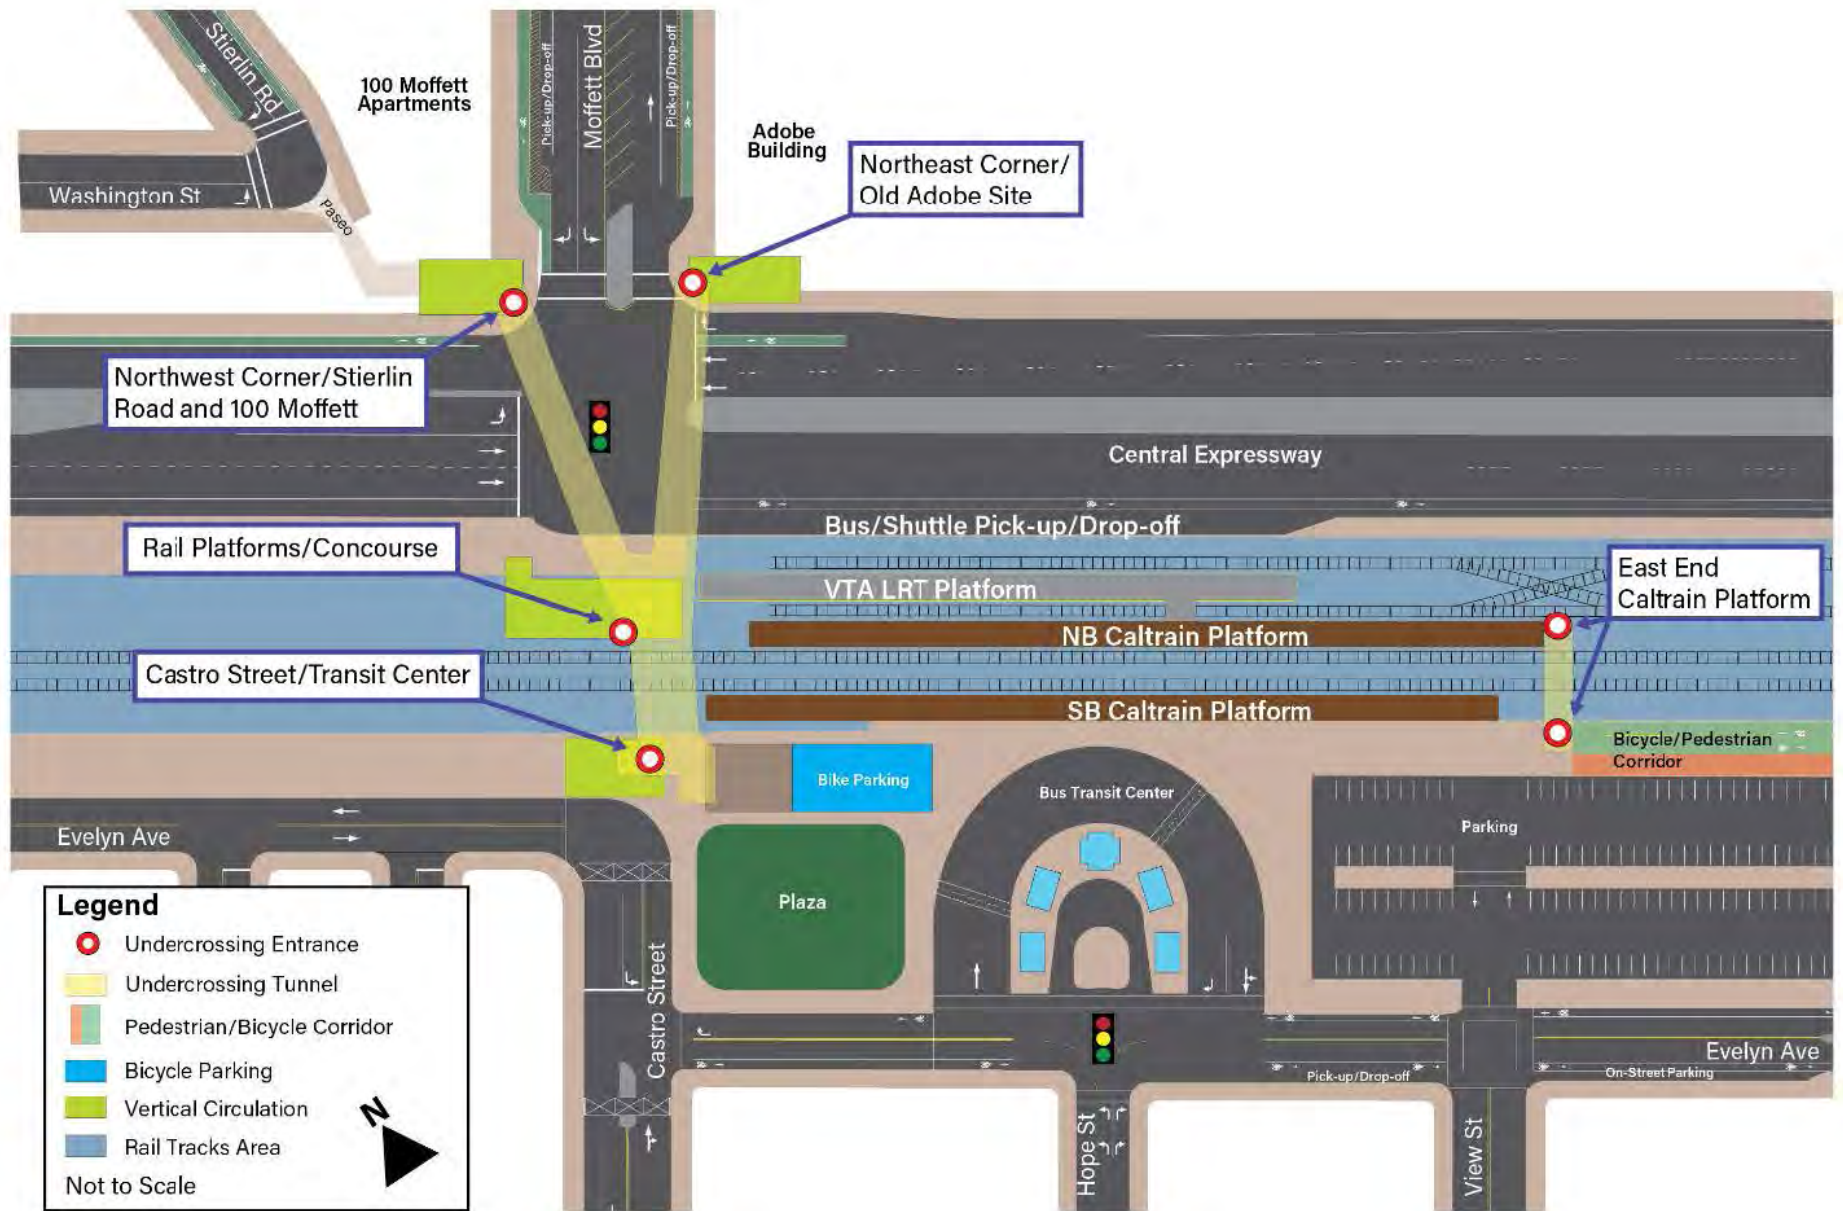 Stierlin Rd
100 Moffett
Apartments
Pick-up/Drop-off
Moffett Blvd
Pick-up/Drop-off
Adobe
Building
Northeast Corner/
Old Adobe Site
Washington St
Paseo
Northwest Corner/Stierlin
Road and 100 Moffett
Central Expressway
Bus/Shuttle Pick-up/Drop-off
Rail Platforms/Concourse
VTA LRT Platform
East End
Caltrain Platform
NB Caltrain Platform
Castro Street/Transit Center
SB Caltrain Platform
Bicycle/Pedestrian
Corridor
Bike Parking
Bus Transit Center
Parking
Evelyn Ave
Plaza
Castro Street
Evelyn Ave
Pick-up/Drop-off
On-Street Parking
Hope St
View St
Legend
Undercrossing Entrance
Undercrossing Tunnel
Pedestrian/Bicycle Corridor
Bicycle Parking
Vertical Circulation
Rail Tracks Area
Not to Scale
N